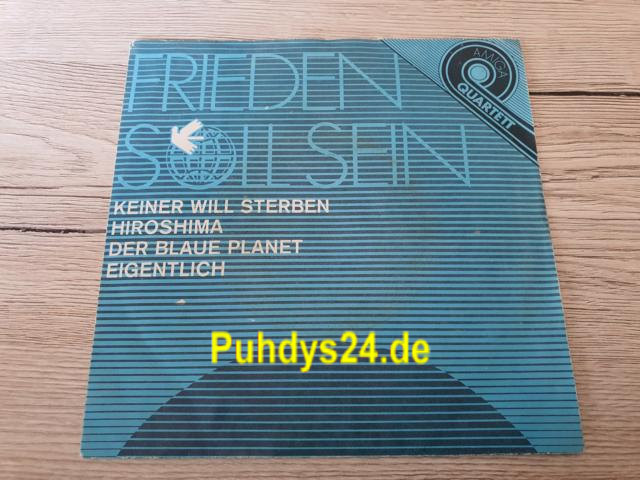 FRIEDEN
SOLL SEIN
AMIGA
QUARTETT
KEINER WILL STERBEN
HIROSHIMA
DER BLAUE PLANET
EIGENTLICH
Puhdys24.de